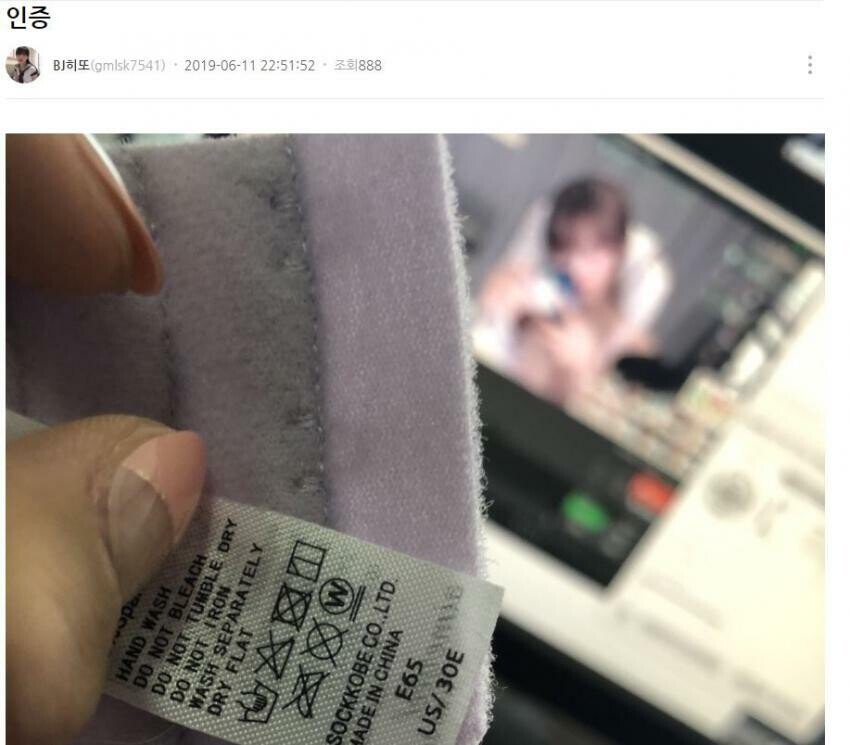 인증
BJ히또(gmlsk7541) · 2019-06-11 22:51:52 · 조회888
HAND WASH
DO NOT BLEACH
DO NOT TUMBLE DRY
DO NOT IRON
WASH SEPARATELY
DRY FLAT
W
SOCKKOBE CO.,LTD.
MADE IN CHINA
E65
US/30E